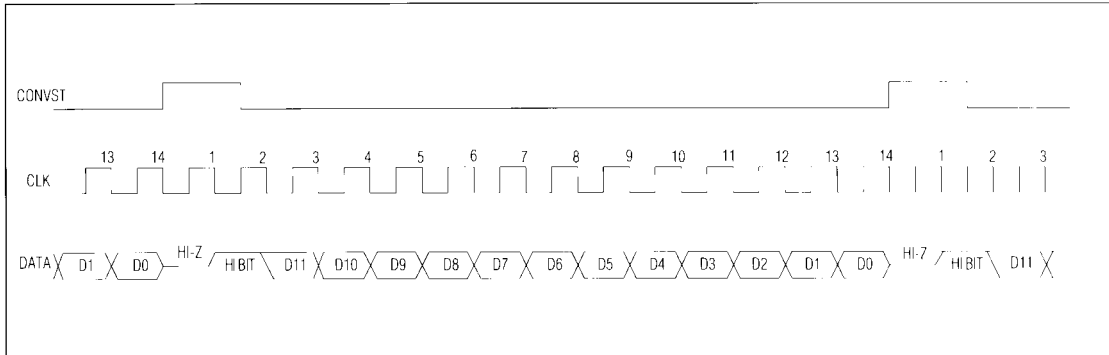 CONVST
13 14 1 2 3 4 5 6 7 8 9 10 11 12 13 14 1 2 3
CLK
DATA D1 D0 HI-Z HI BIT D11 D10 D9 D8 D7 D6 D5 D4 D3 D2 D1 D0 HI-Z HI BIT D11